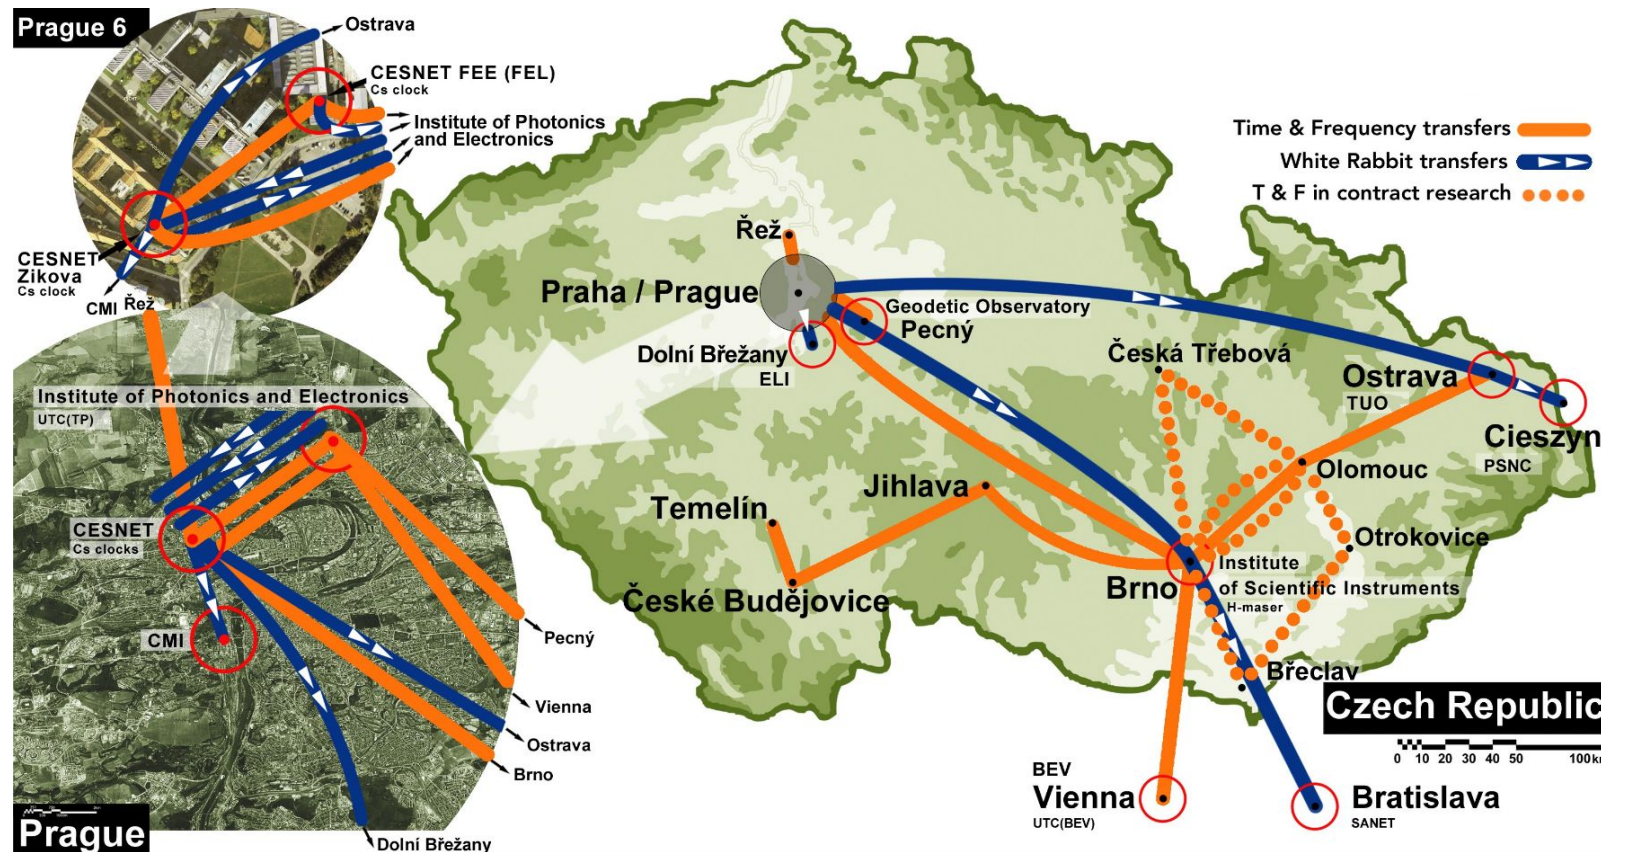 Prague 6
Ostrava
CESNET FEE (FEL)
Cs clock
Institute of Photonics
and Electronics
CESNET
Zikova
Cs clock
CMI
Řež
Institute of Photonics and Electronics
UTC(TP)
CESNET
Cs clocks
CMI
Pecný
Vienna
Ostrava
Brno
Dolní Břežany
Prague
Time & Frequency transfers
White Rabbit transfers
T & F in contract research
Řež
Praha / Prague
Geodetic Observatory
Pecný
Dolní Břežany
ELI
Česká Třebová
Ostrava
TUO
Cieszyn
PSNC
Olomouc
Jihlava
Temelín
Otrokovice
České Budějovice
Brno
Institute
of Scientific Instruments
H-maser
Břeclav
Czech Republic
0 10 20 30 40 50 100km
BEV
Vienna
UTC(BEV)
Bratislava
SANET